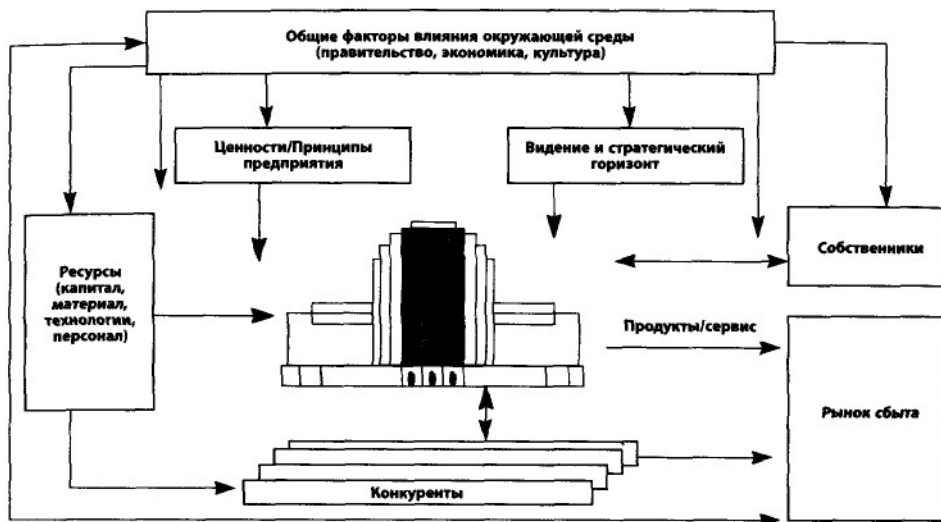 Общие факторы влияния окружающей среды
(правительство, экономика, культура)
Ценности/Принципы
предприятия
Видение и стратегический
горизонт
Ресурсы
(капитал,
материал,
технологии,
персонал)
Собственники
Продукты/сервис
Рынок сбыта
Конкуренты